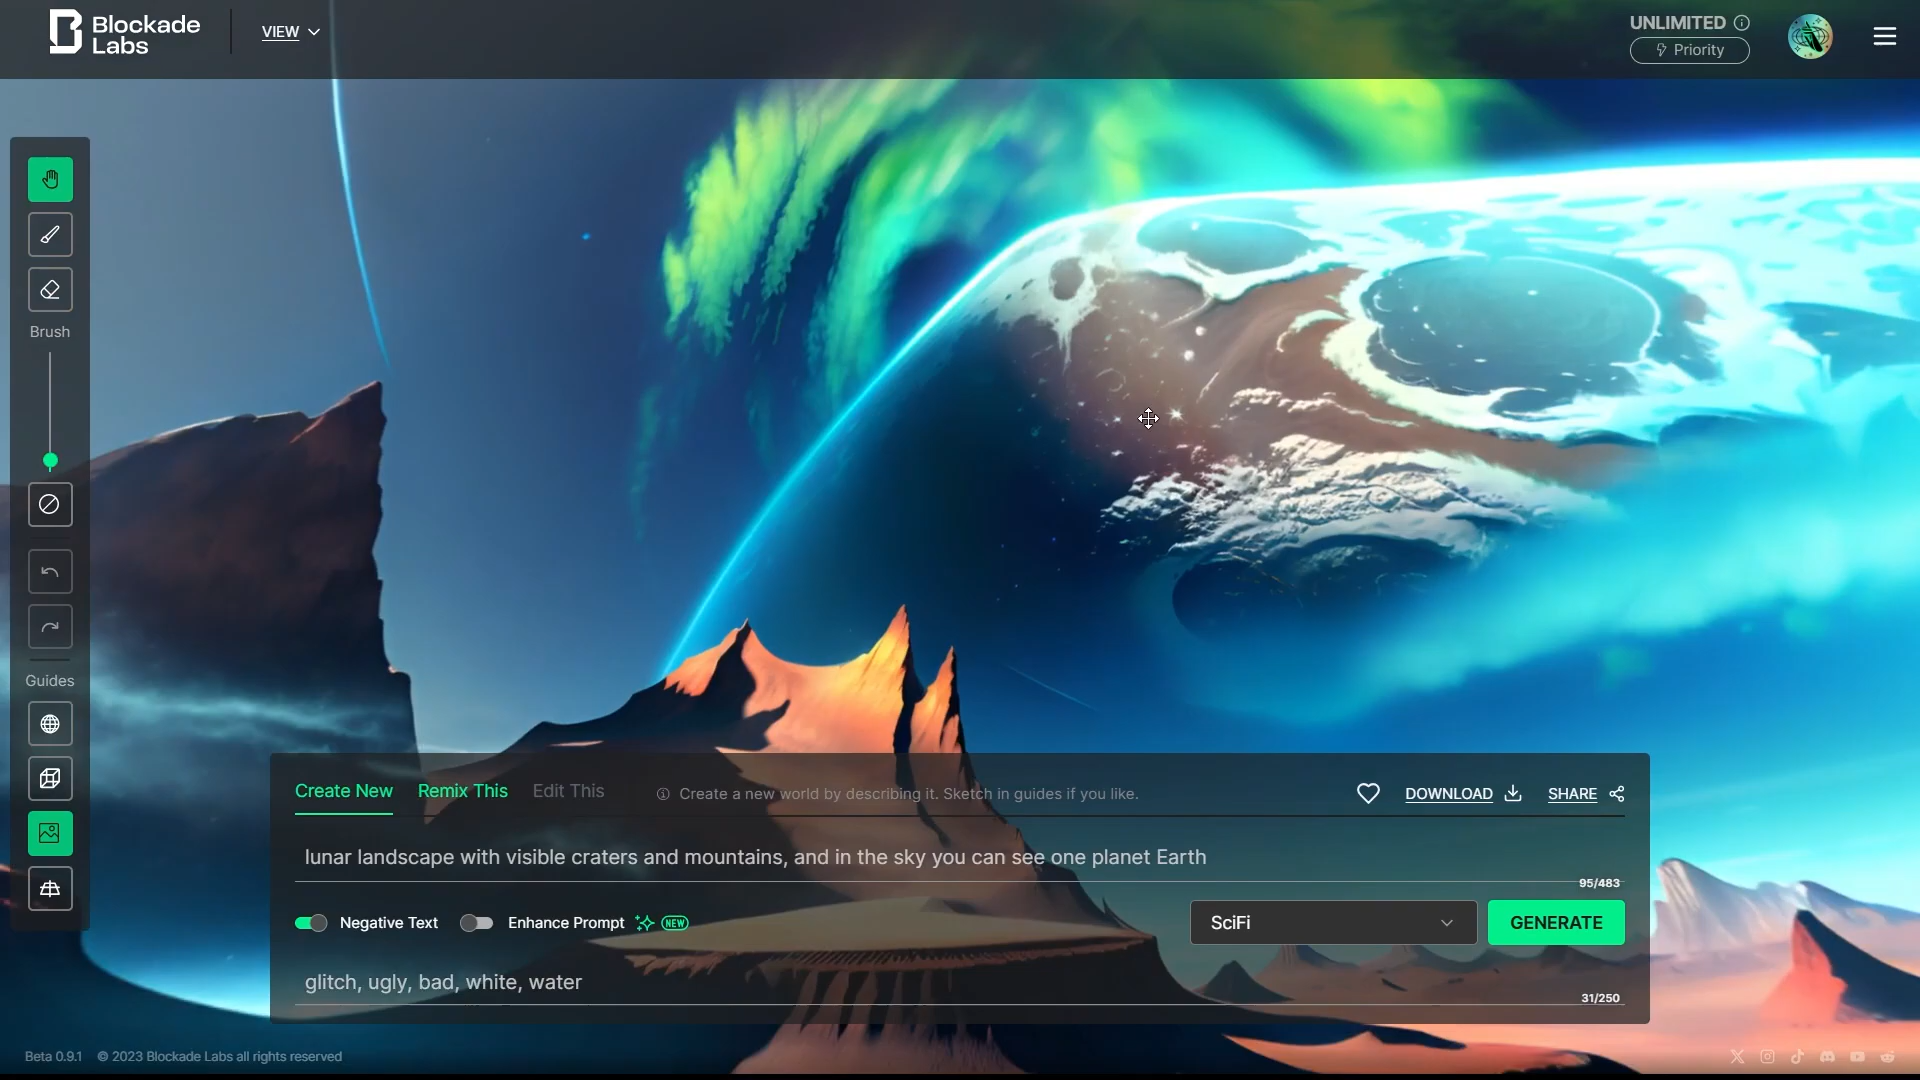 Blockade
Labs
VIEW
UNLIMITED
Priority
Brush
Guides
Create New
Remix This
Edit This
Create a new world by describing it. Sketch in guides if you like.
DOWNLOAD
SHARE
lunar landscape with visible craters and mountains, and in the sky you can see one planet Earth
95/483
Negative Text
Enhance Prompt
NEW
SciFi
GENERATE
glitch, ugly, bad, white, water
31/250
Beta 0.9.1 © 2023 Blockade Labs all rights reserved